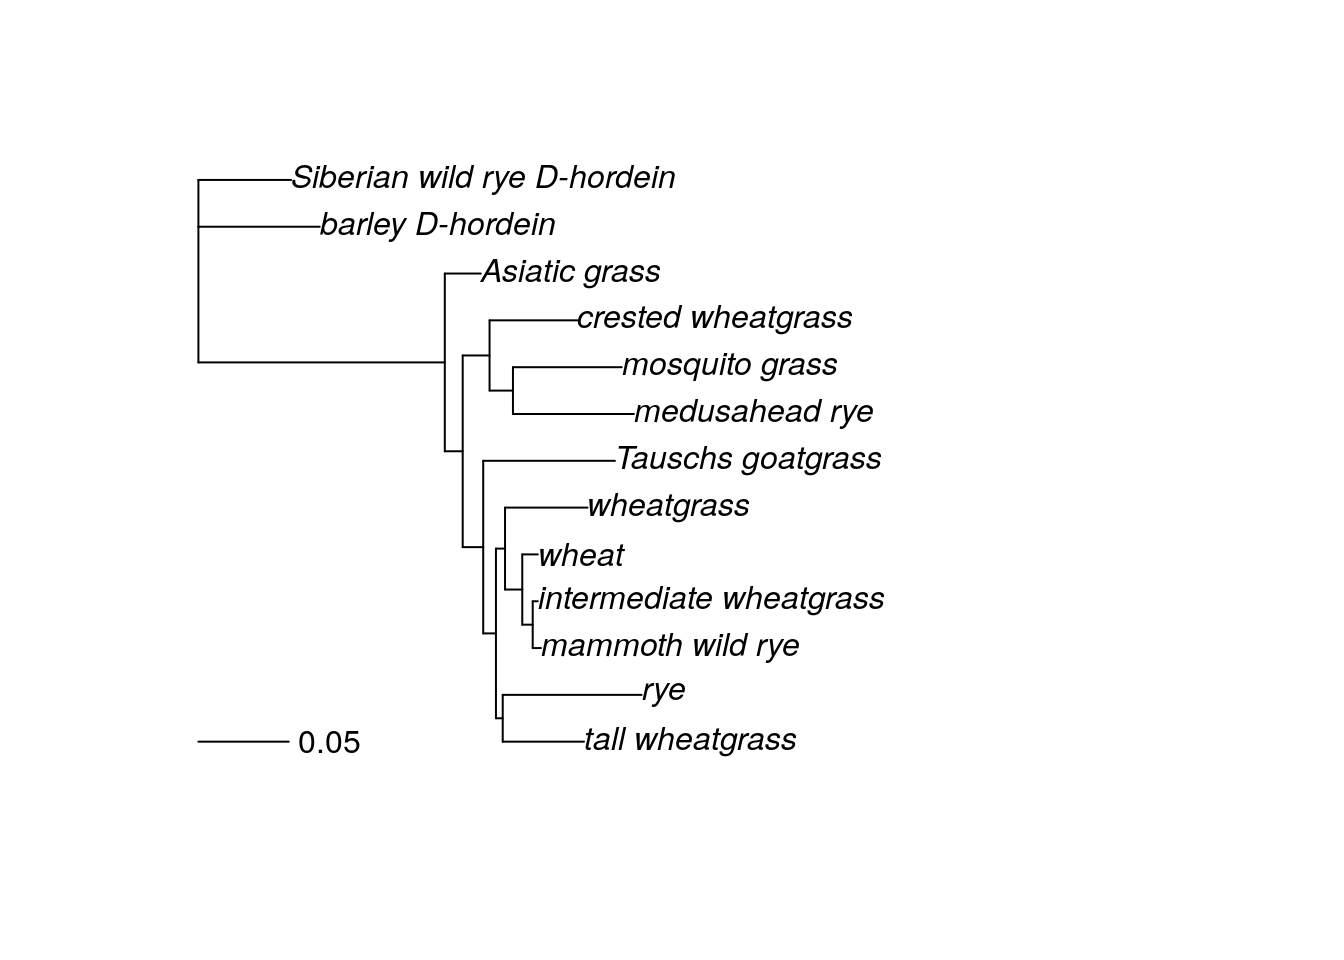 Siberian wild rye D-hordein
barley D-hordein
Asiatic grass
crested wheatgrass
mosquito grass
medusahead rye
Tauschs goatgrass
wheatgrass
wheat
intermediate wheatgrass
mammoth wild rye
rye
tall wheatgrass
0.05